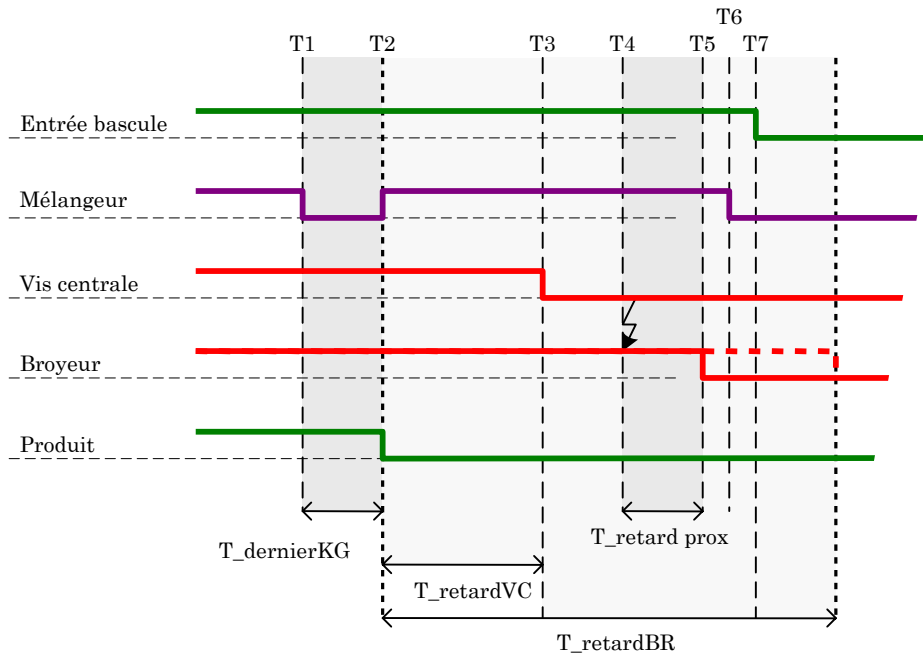 T6
T1 T2 T3 T4 T5 T7
Entrée bascule
Mélangeur
Vis centrale
Broyeur
Produit
T_dernierKG
T_retard prox
T_retardVC
T_retardBR